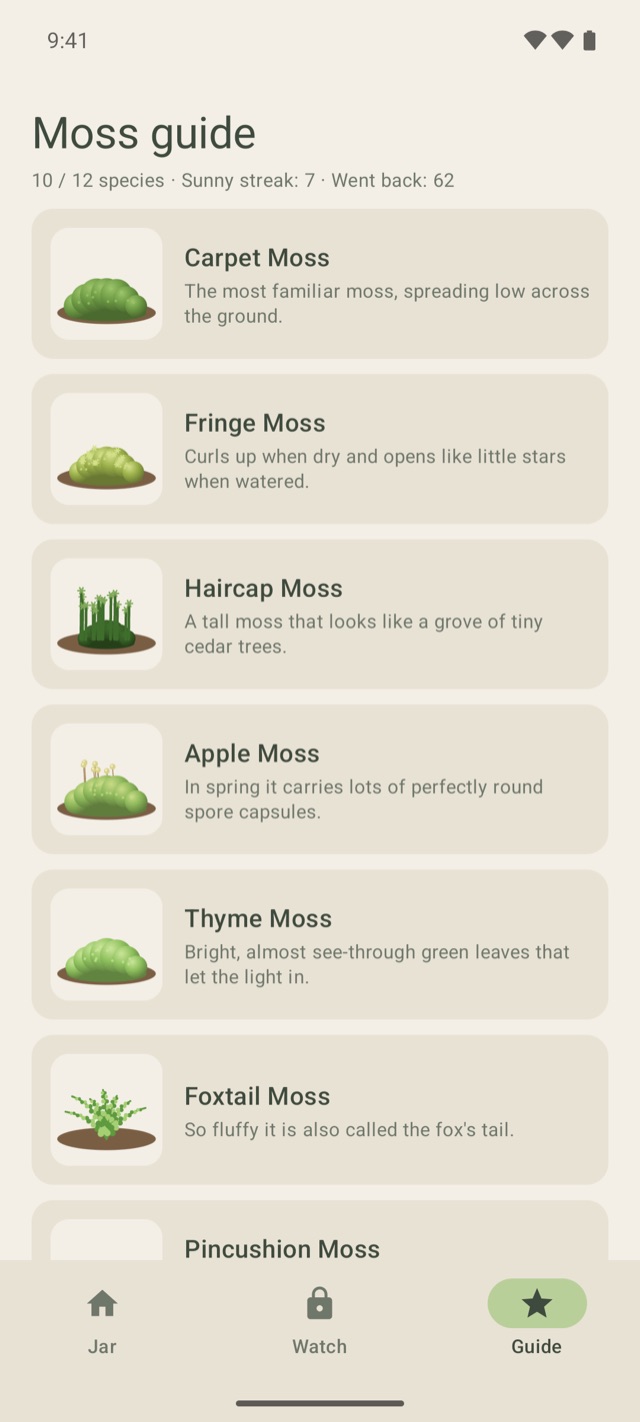 9:41
Moss guide
10 / 12 species · Sunny streak: 7 · Went back: 62
Carpet Moss
The most familiar moss, spreading low across
the ground.
Fringe Moss
Curls up when dry and opens like little stars
when watered.
Haircap Moss
A tall moss that looks like a grove of tiny
cedar trees.
Apple Moss
In spring it carries lots of perfectly round
spore capsules.
Thyme Moss
Bright, almost see-through green leaves that
let the light in.
Foxtail Moss
So fluffy it is also called the fox's tail.
Pincushion Moss
Jar
Watch
Guide